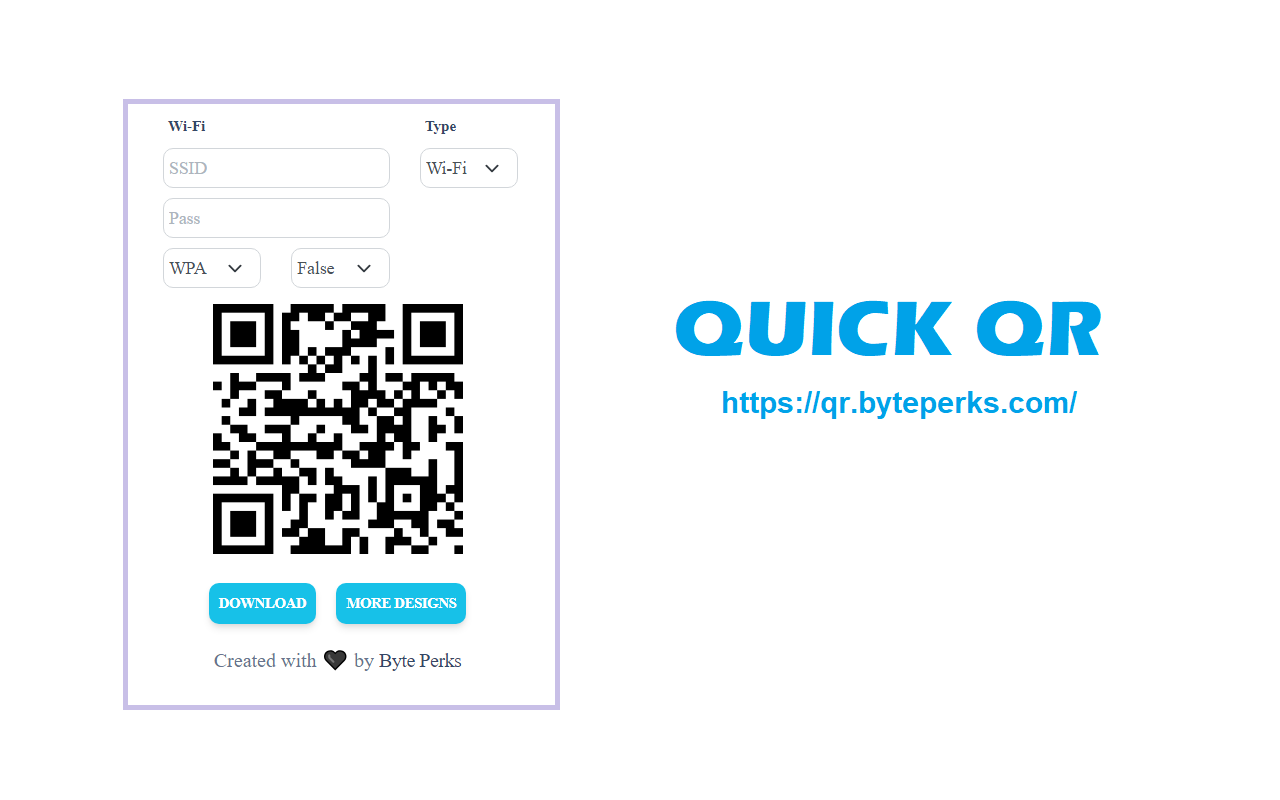 Wi-Fi
Type
SSID
Wi-Fi
Pass
WPA
False
DOWNLOAD
MORE DESIGNS
Created with 🖤 by Byte Perks
QUICK QR
https://qr.byteperks.com/